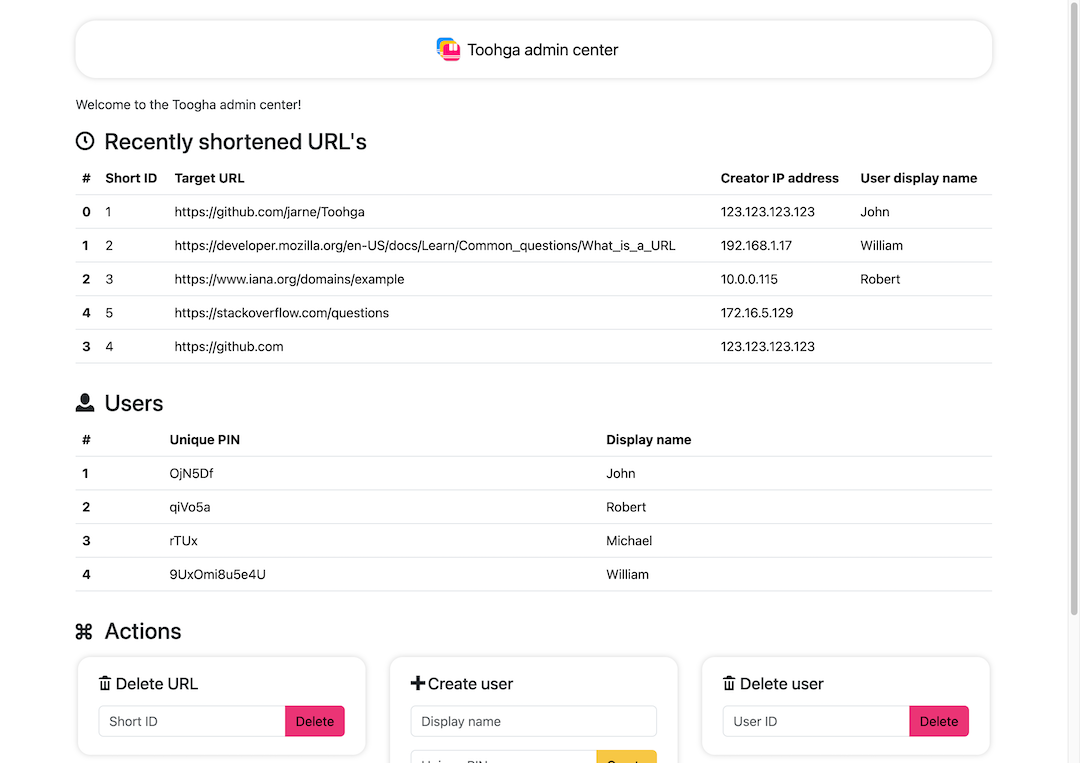 Toohga admin center
Welcome to the Toogha admin center!
Recently shortened URL's
# Short ID Target URL Creator IP address User display name
0 1 https://github.com/jarne/Toohga 123.123.123.123 John
1 2 https://developer.mozilla.org/en-US/docs/Learn/Common_questions/What_is_a_URL 192.168.1.17 William
2 3 https://www.iana.org/domains/example 10.0.0.115 Robert
4 5 https://stackoverflow.com/questions 172.16.5.129
3 4 https://github.com 123.123.123.123
Users
# Unique PIN Display name
1 OjN5Df John
2 qiVo5a Robert
3 rTUx Michael
4 9UxOmi8u5e4U William
Actions
Delete URL Create user Delete user
Short ID Delete Display name User ID Delete